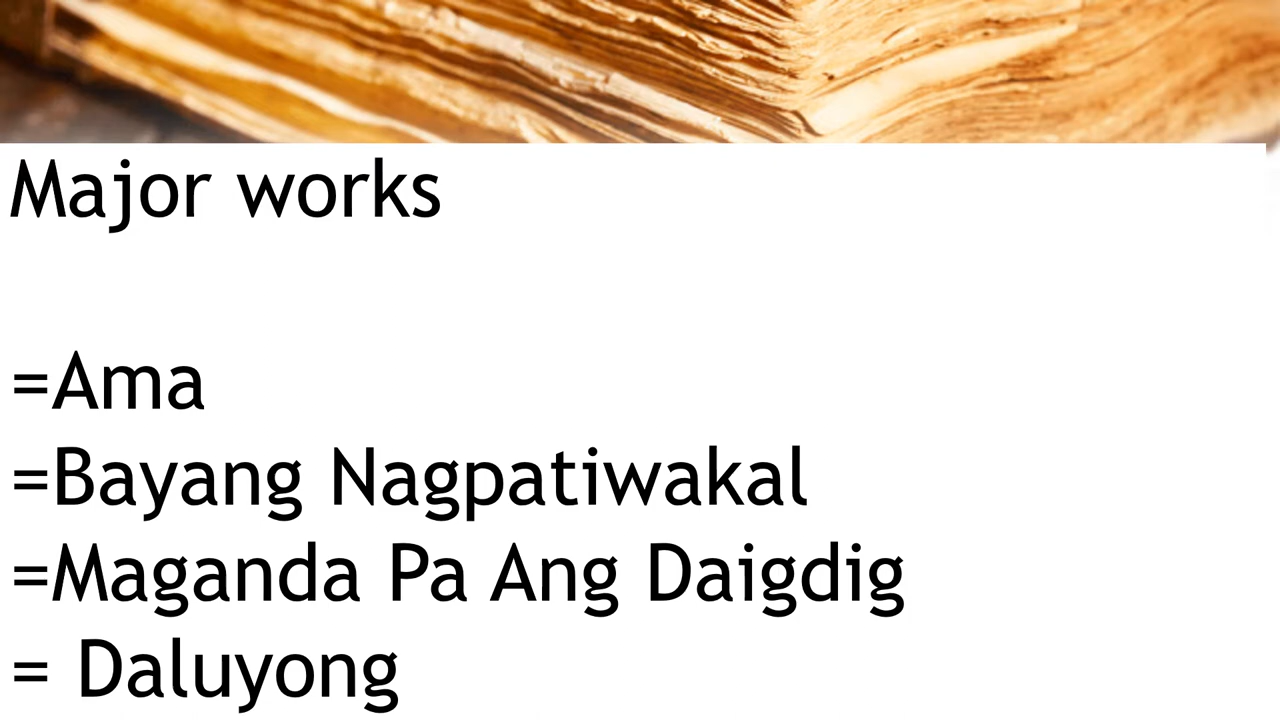 Major works
=Ama
=Bayang Nagpatiwakal
=Maganda Pa Ang Daigdig
= Daluyong